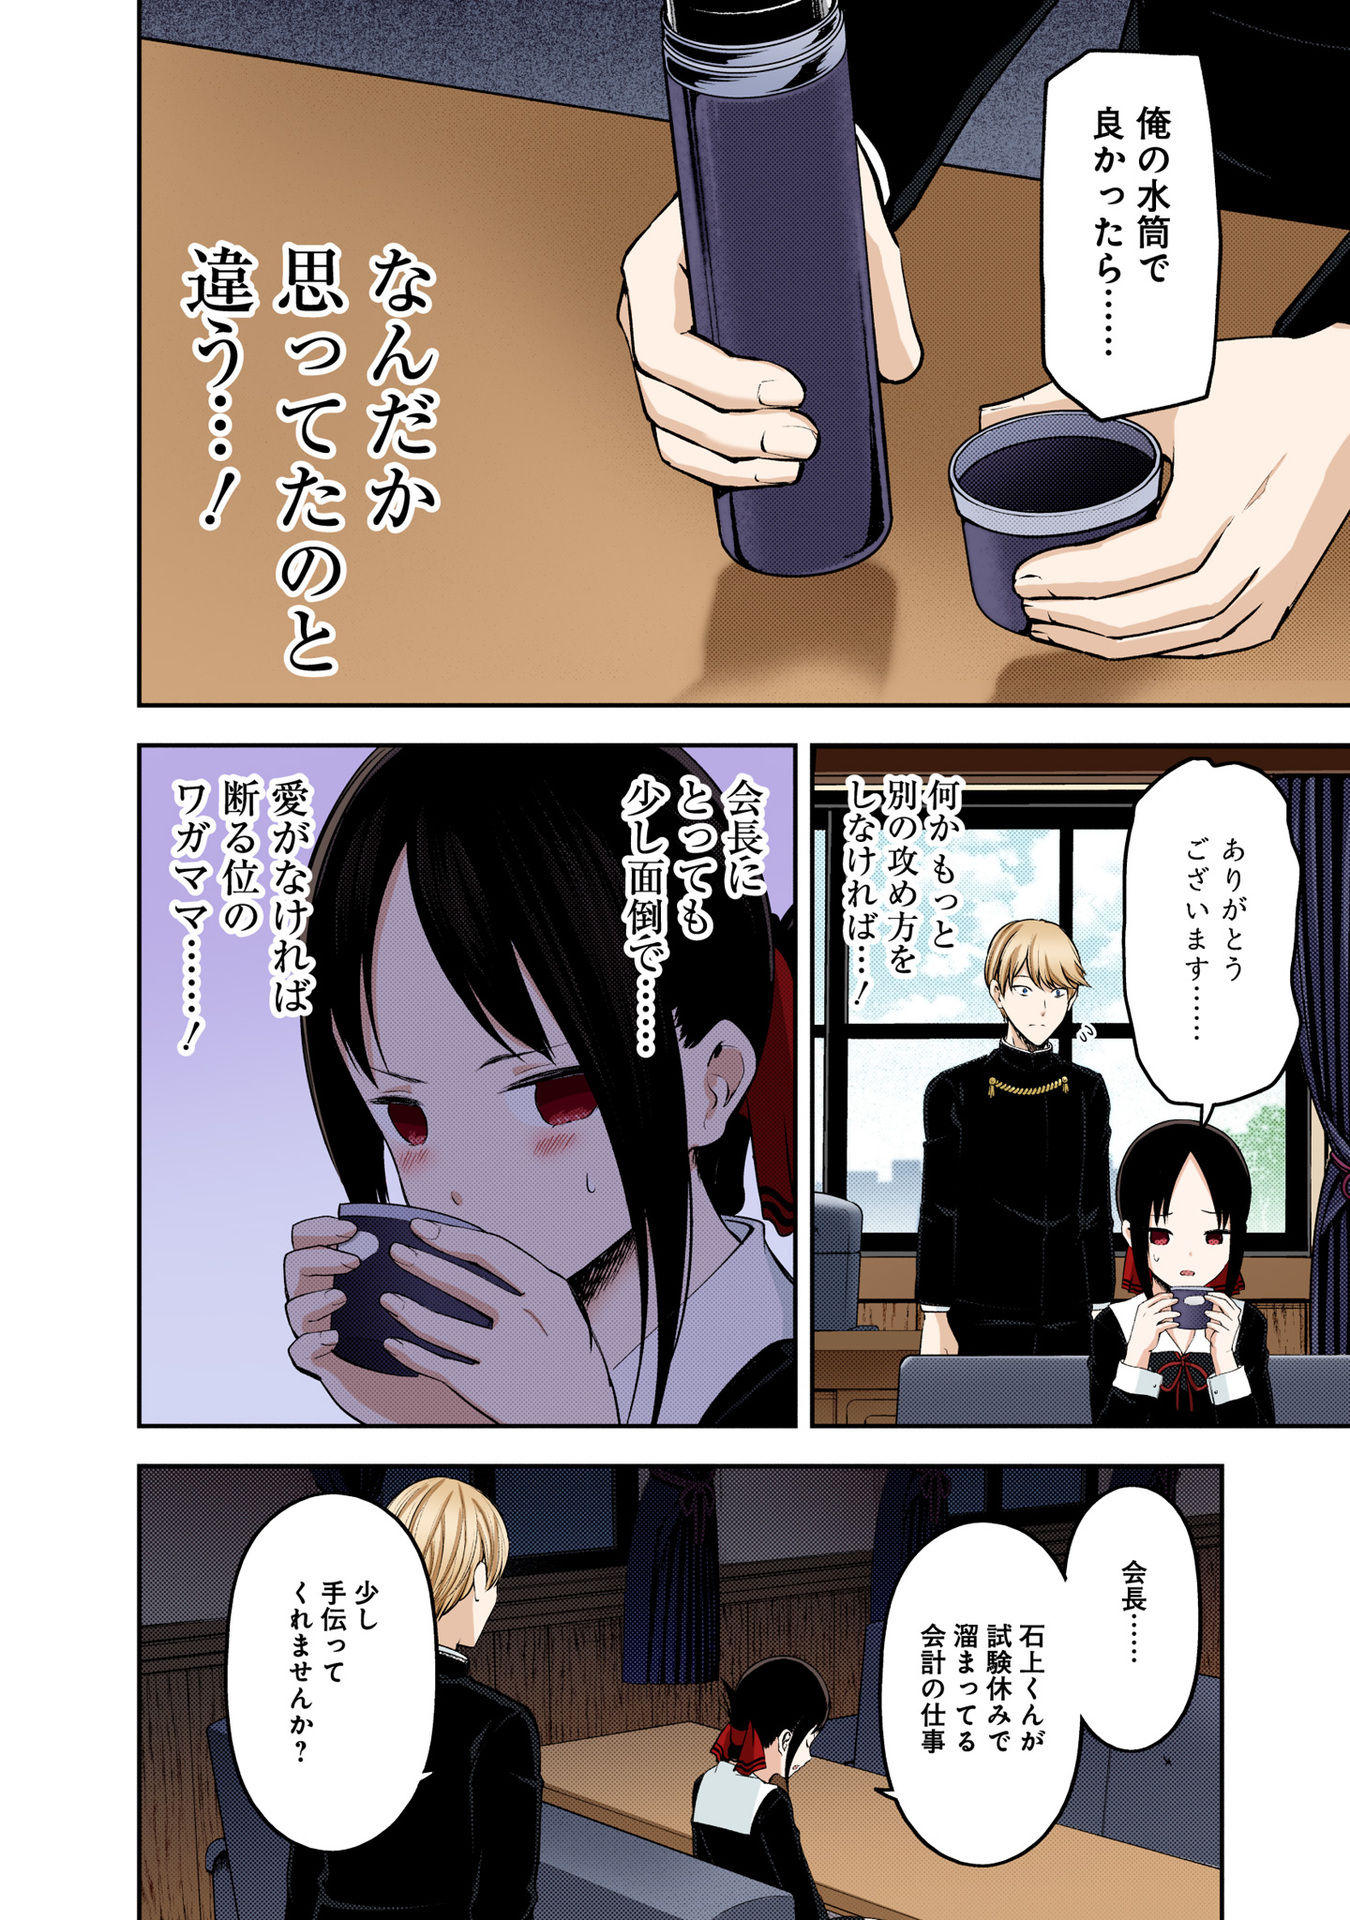 俺の水筒で
良かったら……
なんだか
思ってたのと
違う…！
ありがとう
ございます……
何かもっと
別の攻め方を
しなければ…！
会長に
とっても
少し面倒で……
愛がなければ
断る位の
ワガママ……！
会長……
石上くんが
試験休みで
溜まってる
会計の仕事
少し
手伝って
くれませんか？